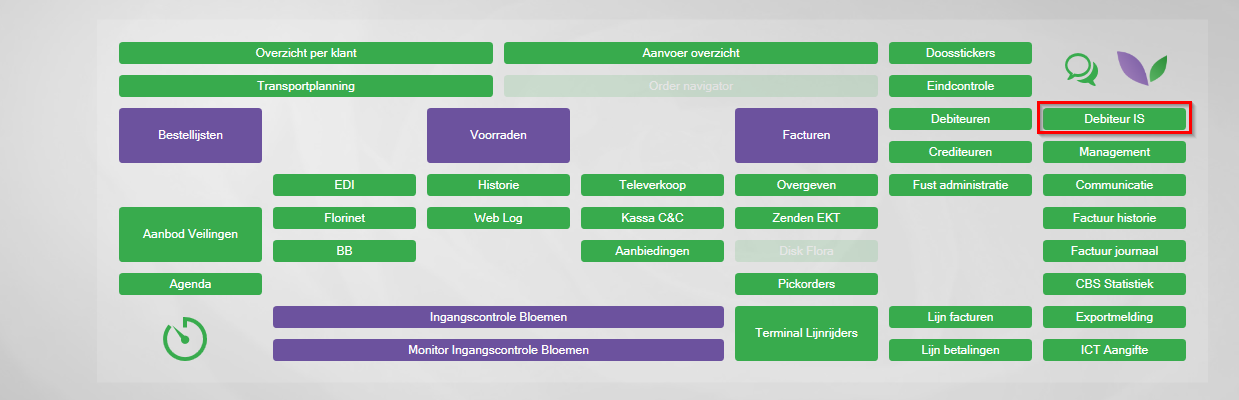 Overzicht per klant
Aanvoer overzicht
Doosstickers
Transportplanning
Order navigator
Eindcontrole
Bestellijsten
Voorraden
Facturen
Debiteuren
Debiteur IS
Crediteuren
Management
EDI
Historie
Televerkoop
Overgeven
Fust administratie
Communicatie
Aanbod Veilingen
Florinet
Web Log
Kassa C&C
Zenden EKT
Factuur historie
BB
Aanbiedingen
Disk Flora
Factuur journaal
Agenda
Pickorders
CBS Statistiek
Ingangscontrole Bloemen
Terminal Lijnrijders
Lijn facturen
Exportmelding
Monitor Ingangscontrole Bloemen
Lijn betalingen
ICT Aangifte